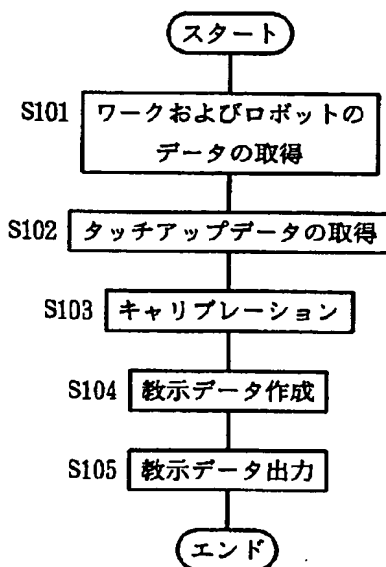 スタート
S101 ワークおよびロボットの
データの取得
S102 タッチアップデータの取得
S103 キャリブレーション
S104 教示データ作成
S105 教示データ出力
エンド